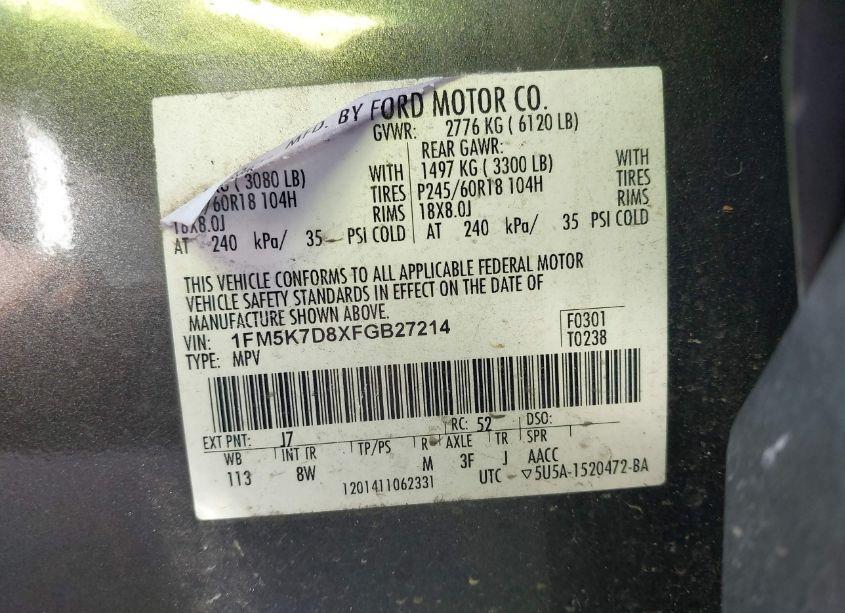 MFD. BY FORD MOTOR CO.
GVWR: 2776 KG ( 6120 LB)
( 3080 LB) WITH
/60R18 104H TIRES
18X8.0J RIMS
AT 240 kPa/ 35 PSI COLD
REAR GAWR:
1497 KG ( 3300 LB) WITH
P245/60R18 104H TIRES
18X8.0J RIMS
AT 240 kPa/ 35 PSI COLD
THIS VEHICLE CONFORMS TO ALL APPLICABLE FEDERAL MOTOR
VEHICLE SAFETY STANDARDS IN EFFECT ON THE DATE OF
MANUFACTURE SHOWN ABOVE.
VIN: 1FM5K7D8XFGB27214
TYPE: MPV
F0301
T0238
EXT PNT: J7 RC: 52 DSO:
WB INT TR TP/PS R AXLE TR SPR
113 8W M 3F J AACC
1201411062331 UTC ▽5U5A-1520472-BA